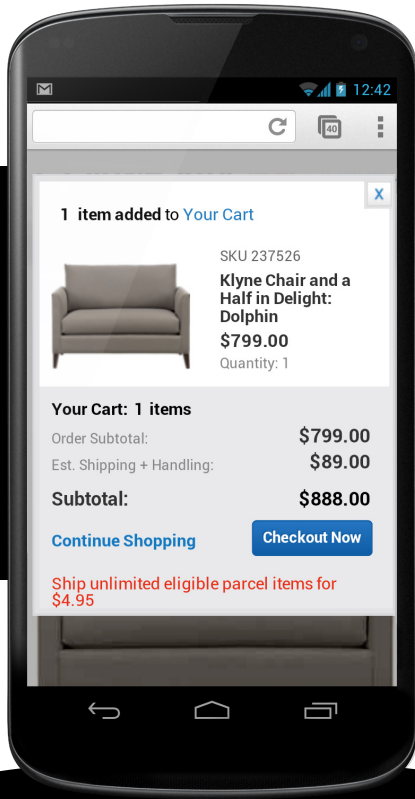 12:42
40
X
1 item added to Your Cart
SKU 237526
Klyne Chair and a
Half in Delight:
Dolphin
$799.00
Quantity: 1
Your Cart: 1 items
Order Subtotal: $799.00
Est. Shipping + Handling: $89.00
Subtotal: $888.00
Continue Shopping Checkout Now
Ship unlimited eligible parcel items for
$4.95